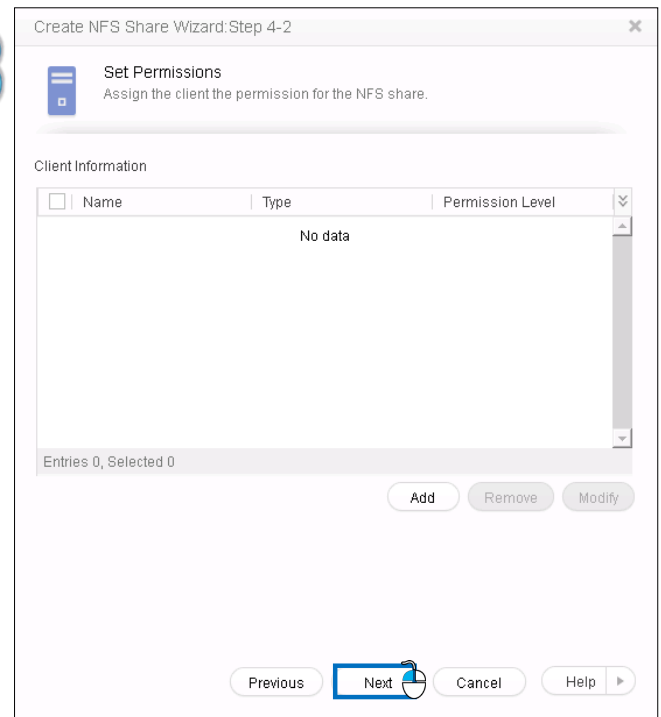 Create NFS Share Wizard:Step 4-2
Set Permissions
Assign the client the permission for the NFS share.
Client Information
Name Type Permission Level
No data
Entries 0, Selected 0
Add Remove Modify
Previous Next Cancel Help